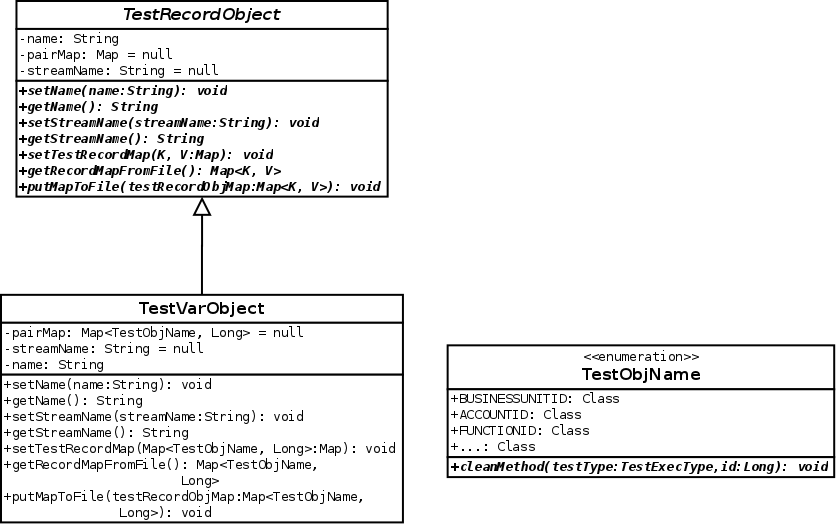 TestRecordObject
-name: String
-pairMap: Map = null
-streamName: String = null
+setName(name:String): void
+getName(): String
+setStreamName(streamName:String): void
+getStreamName(): String
+setTestRecordMap(K, V:Map): void
+getRecordMapFromFile(): Map<K, V>
+putMapToFile(testRecordObjMap:Map<K, V>): void
TestVarObject
-pairMap: Map<TestObjName, Long> = null
-streamName: String = null
-name: String
+setName(name:String): void
+getName(): String
+setStreamName(streamName:String): void
+getStreamName(): String
+setTestRecordMap(Map<TestObjName, Long>:Map): void
+getRecordMapFromFile(): Map<TestObjName,
Long>
+putMapToFile(testRecordObjMap:Map<TestObjName,
Long>): void
<<enumeration>>
TestObjName
+BUSINESSUNITID: Class
+ACCOUNTID: Class
+FUNCTIONID: Class
+...: Class
+cleanMethod(testType:TestExecType,id:Long): void